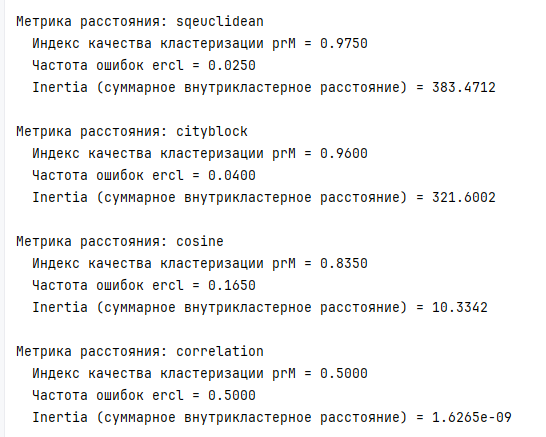 Метрика расстояния: sqeuclidean
Индекс качества кластеризации prM = 0.9750
Частота ошибок ercl = 0.0250
Inertia (суммарное внутрикластерное расстояние) = 383.4712
Метрика расстояния: cityblock
Индекс качества кластеризации prM = 0.9600
Частота ошибок ercl = 0.0400
Inertia (суммарное внутрикластерное расстояние) = 321.6002
Метрика расстояния: cosine
Индекс качества кластеризации prM = 0.8350
Частота ошибок ercl = 0.1650
Inertia (суммарное внутрикластерное расстояние) = 10.3342
Метрика расстояния: correlation
Индекс качества кластеризации prM = 0.5000
Частота ошибок ercl = 0.5000
Inertia (суммарное внутрикластерное расстояние) = 1.6265e-09